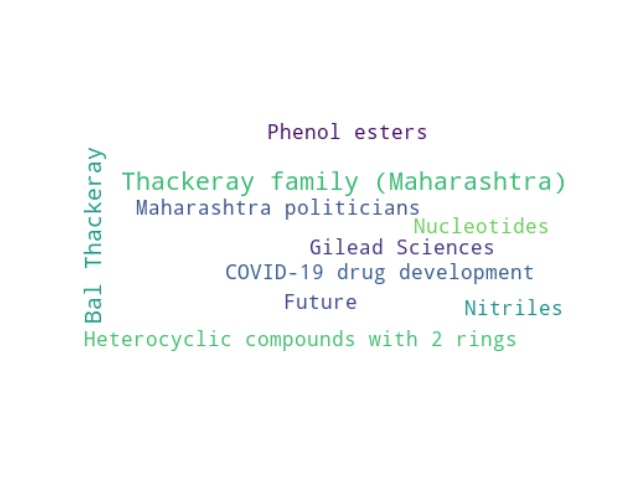 Phenol esters
Bal Thackeray
Thackeray family (Maharashtra)
Maharashtra politicians
Nucleotides
Gilead Sciences
COVID-19 drug development
Future
Nitriles
Heterocyclic compounds with 2 rings